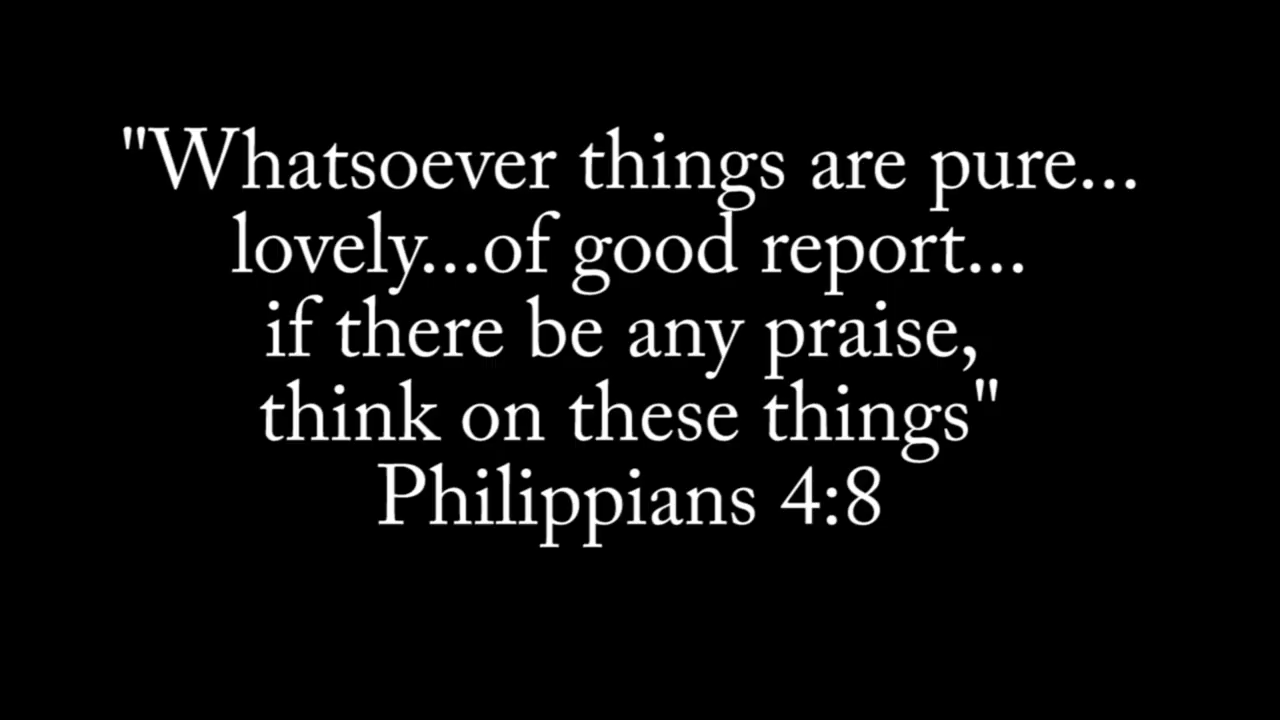 "Whatsoever things are pure...
lovely...of good report...
if there be any praise,
think on these things"
Philippians 4:8